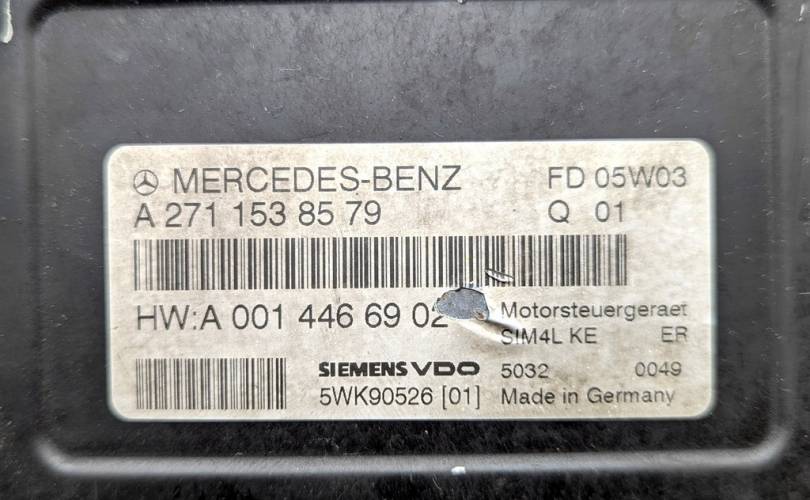 MERCEDES-BENZ FD 05W03
A 271 153 85 79 Q 01
HW:A 001 446 69 02 Motorsteuergeraet
SIM4L KE ER
SIEMENS VDO 5032 0049
5WK90526 [01] Made in Germany